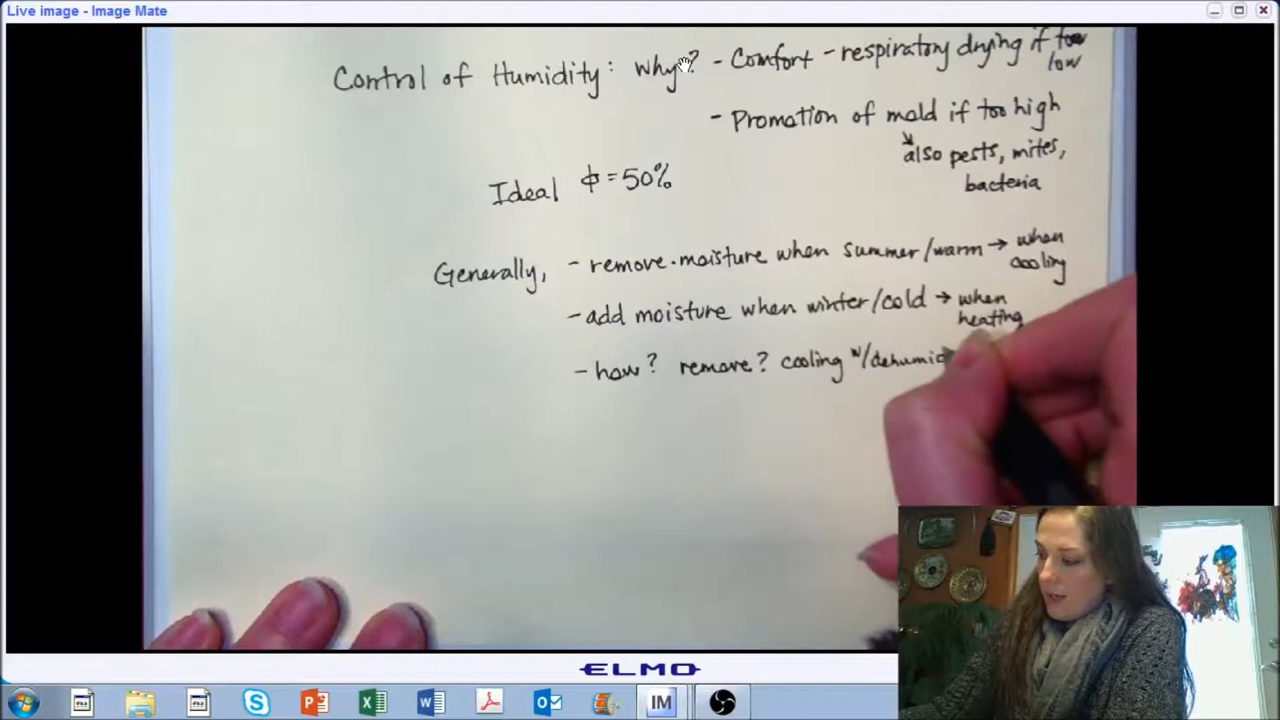 Live image - Image Mate
Control of Humidity: Why? - Comfort - respiratory drying if too low
- Promotion of mold if too high
also pests, mites,
bacteria
Ideal ϕ = 50%
Generally, - remove moisture when summer/warm → when cooling
- add moisture when winter/cold → when heating
- how? remove? cooling w/dehumid
ELMO
IM